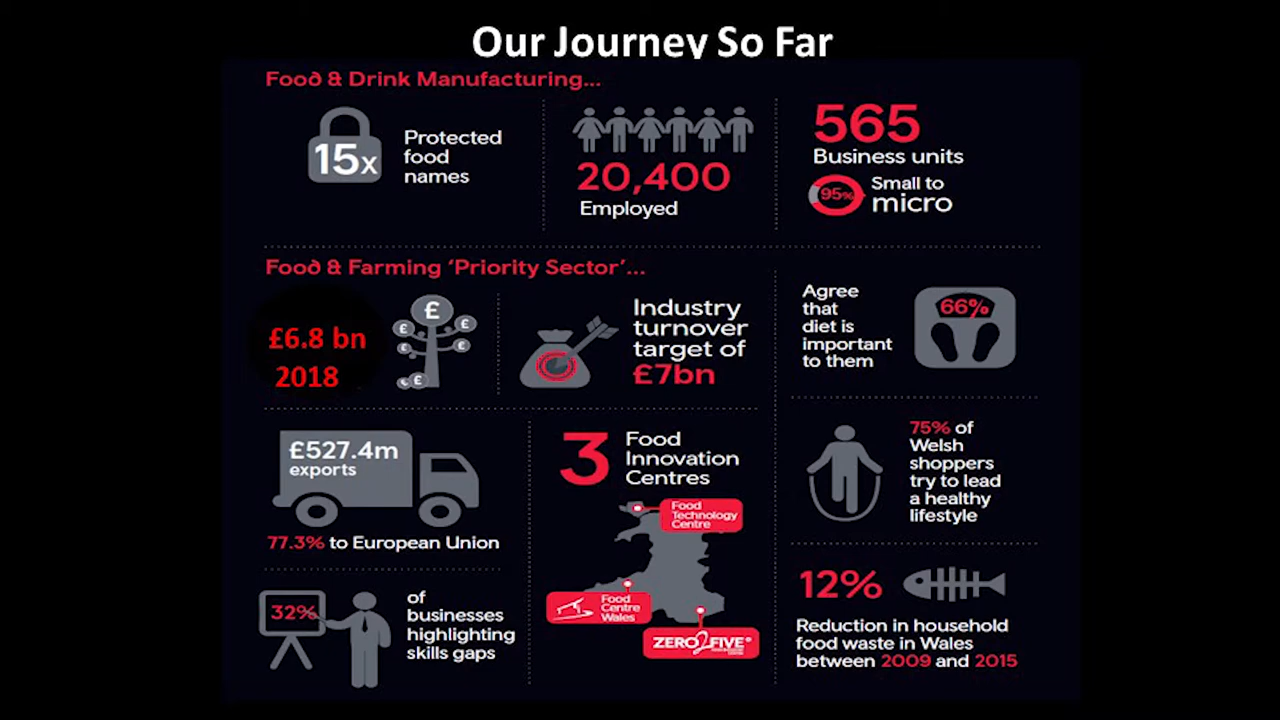 Our Journey So Far
Food & Drink Manufacturing...
15x
Protected
food
names
20,400
Employed
565
Business units
95%
Small to
micro
Food & Farming ‘Priority Sector’...
£6.8 bn
2018
£
£
£
£
£
£
Industry
turnover
target of
£7bn
Agree
that
diet is
important
to them
66%
£527.4m
exports
77.3% to European Union
3
Food
Innovation
Centres
Food
Technology
Centre
Food
Centre
Wales
ZERO2FIVE
75% of
Welsh
shoppers
try to lead
a healthy
lifestyle
32%
of
businesses
highlighting
skills gaps
12%
Reduction in household
food waste in Wales
between 2009 and 2015